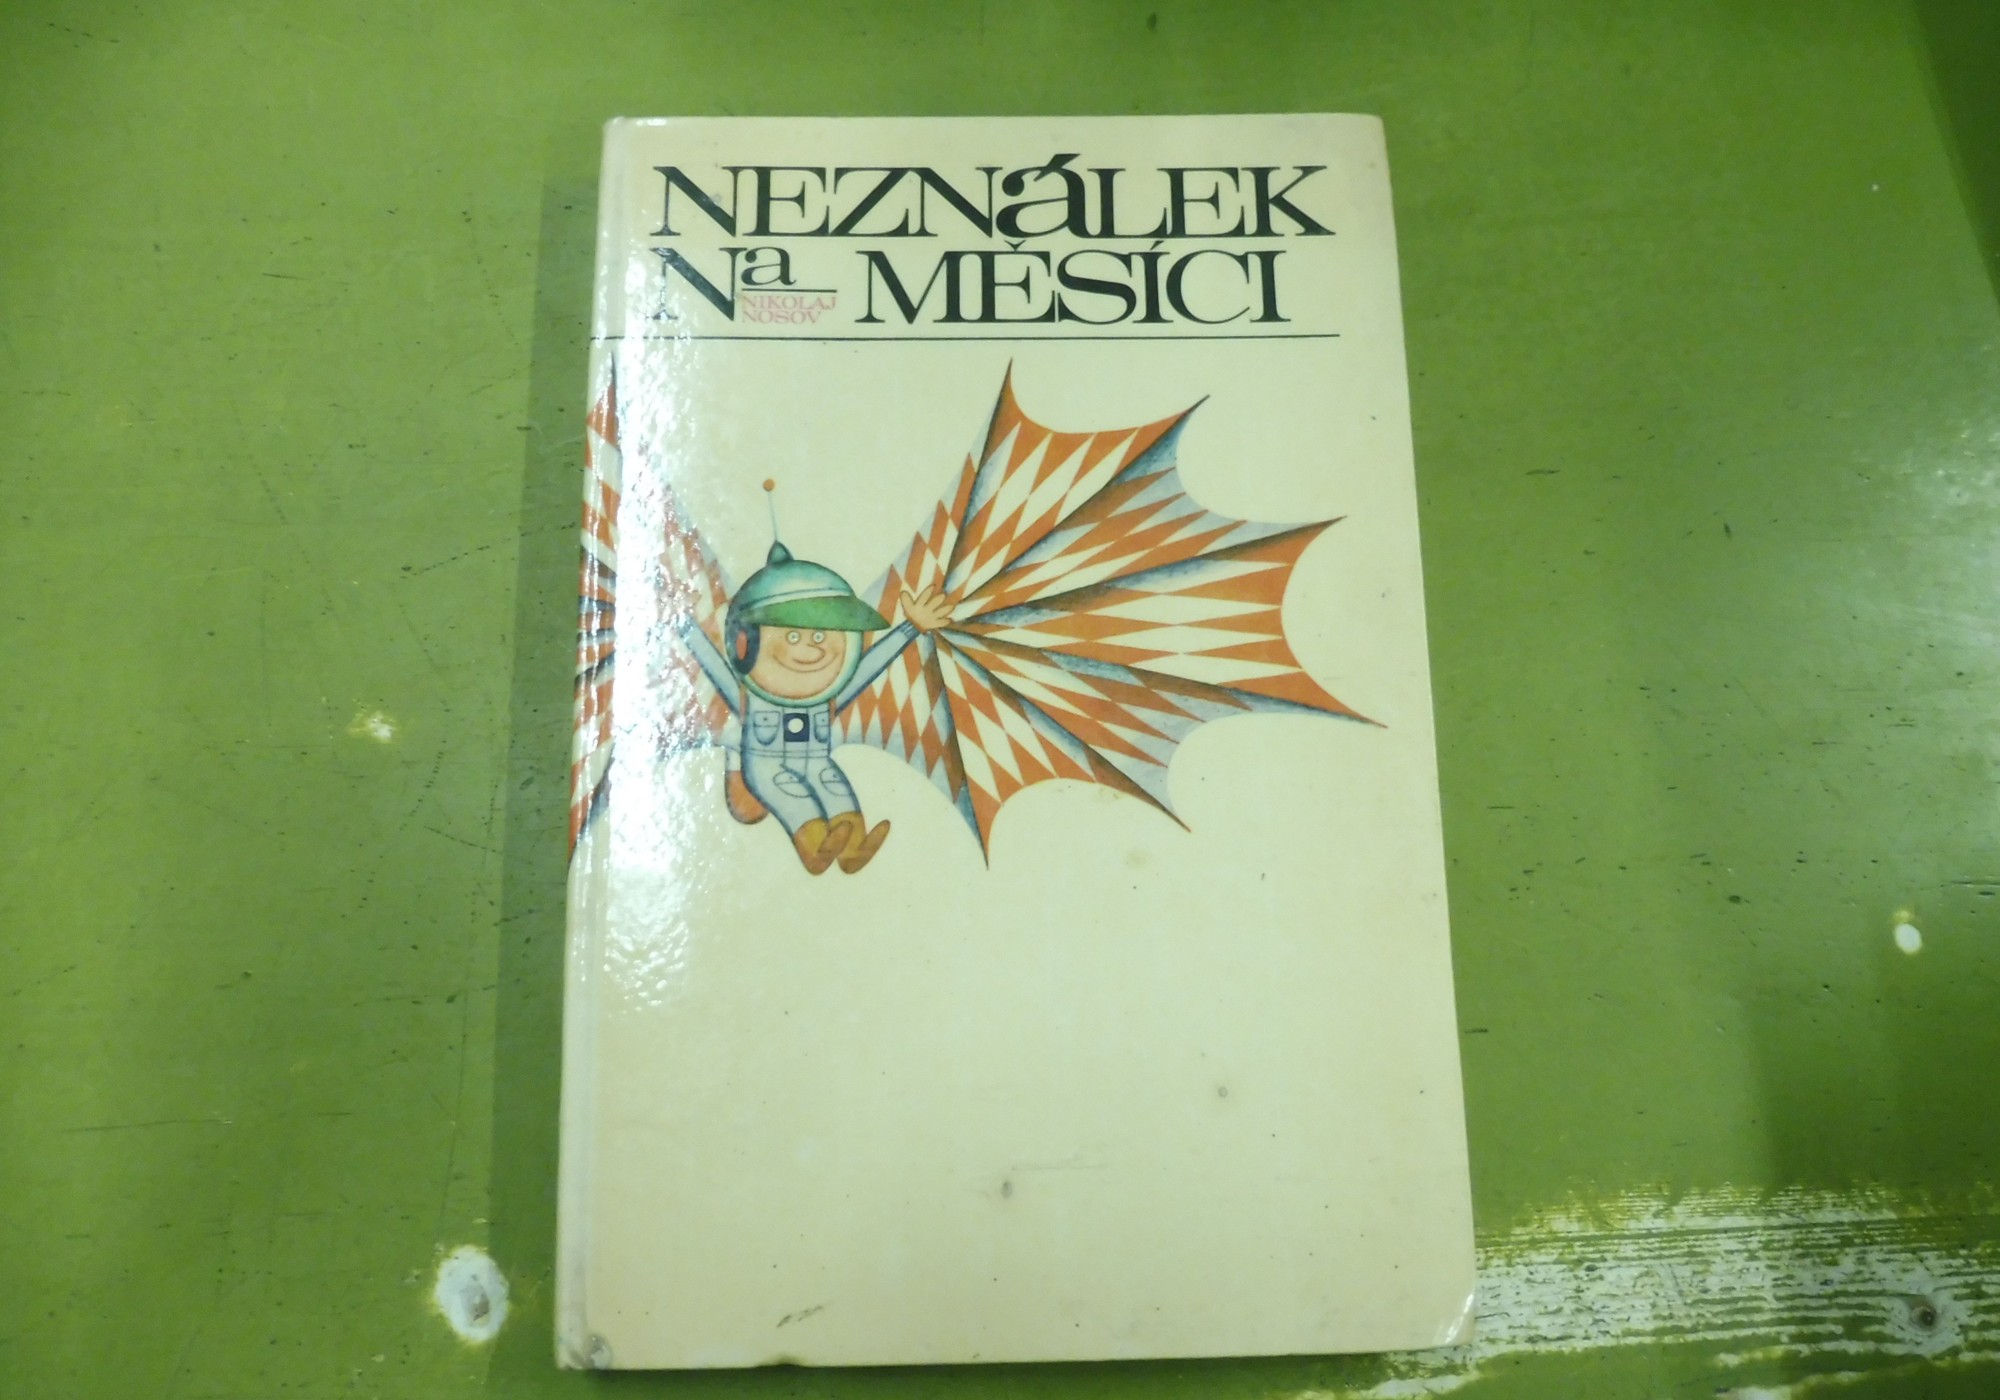 NEZNáLEK
Na MĚSÍCI
NIKOLAJ
NOSOV